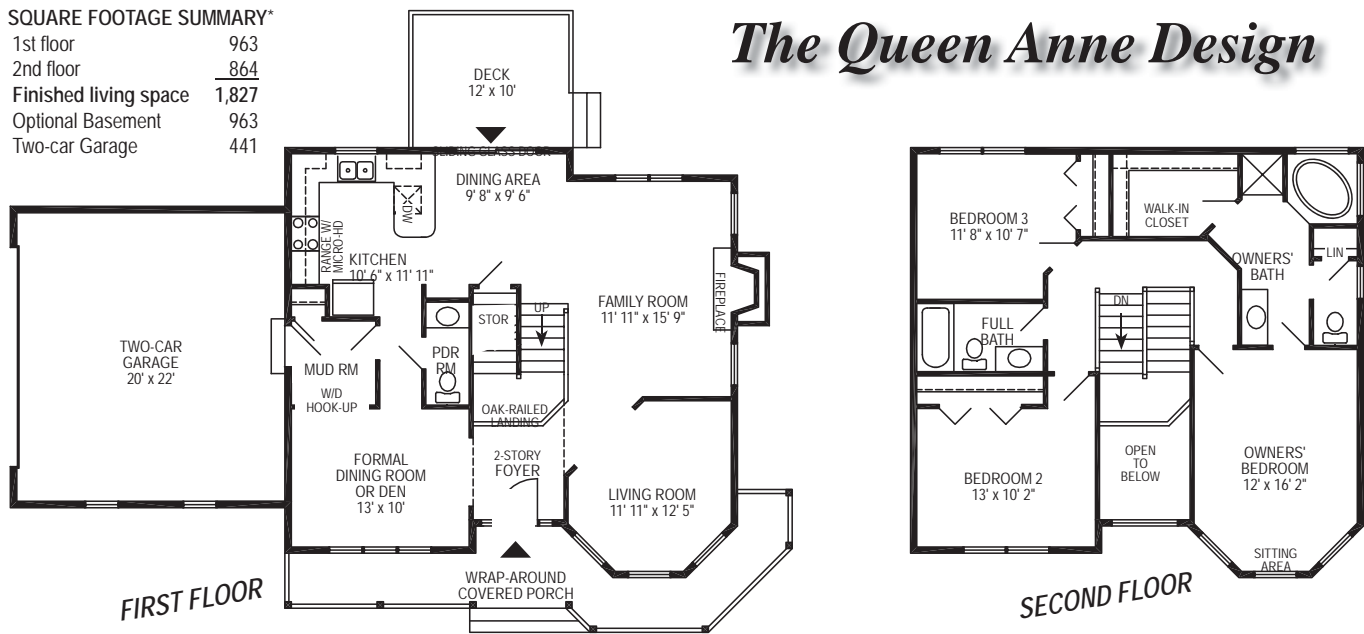 The Queen Anne Design
SQUARE FOOTAGE SUMMARY*
1st floor 963
2nd floor 864
Finished living space 1,827
Optional Basement 963
Two-car Garage 441
DECK
12' x 10'
SLIDING GLASS DOOR
DINING AREA
9' 8" x 9' 6"
DW
RANGE W/
MICRO-HD
KITCHEN
10' 6" x 11' 11"
FAMILY ROOM
11' 11" x 15' 9"
FIREPLACE
UP
STOR
TWO-CAR
GARAGE
20' x 22'
MUD RM
W/D
HOOK-UP
PDR
RM
OAK-RAILED
LANDING
2-STORY
FOYER
FORMAL
DINING ROOM
OR DEN
13' x 10'
LIVING ROOM
11' 11" x 12' 5"
WRAP-AROUND
COVERED PORCH
FIRST FLOOR
BEDROOM 3
11' 8" x 10' 7"
WALK-IN
CLOSET
OWNERS'
BATH
LIN
DN
FULL
BATH
BEDROOM 2
13' x 10' 2"
OPEN
TO
BELOW
OWNERS'
BEDROOM
12' x 16' 2"
SITTING
AREA
SECOND FLOOR